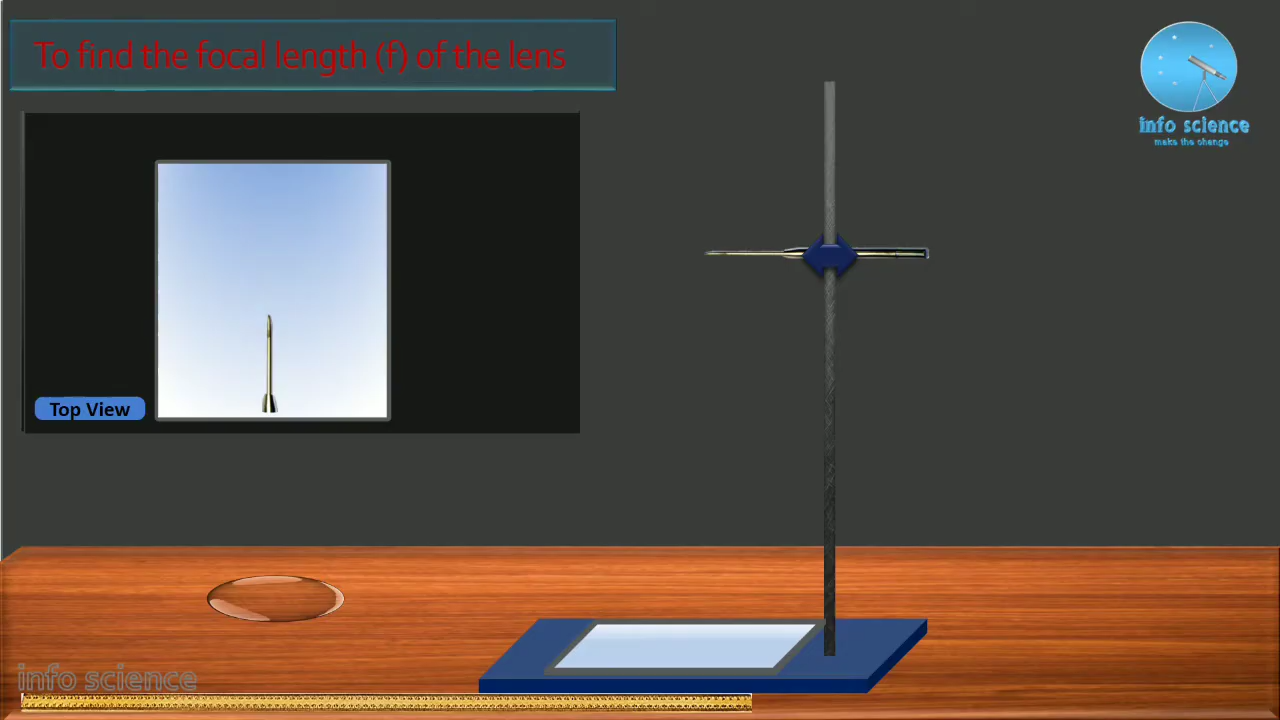 To find the focal length (f) of the lens
info science
make the change
Top View
info science